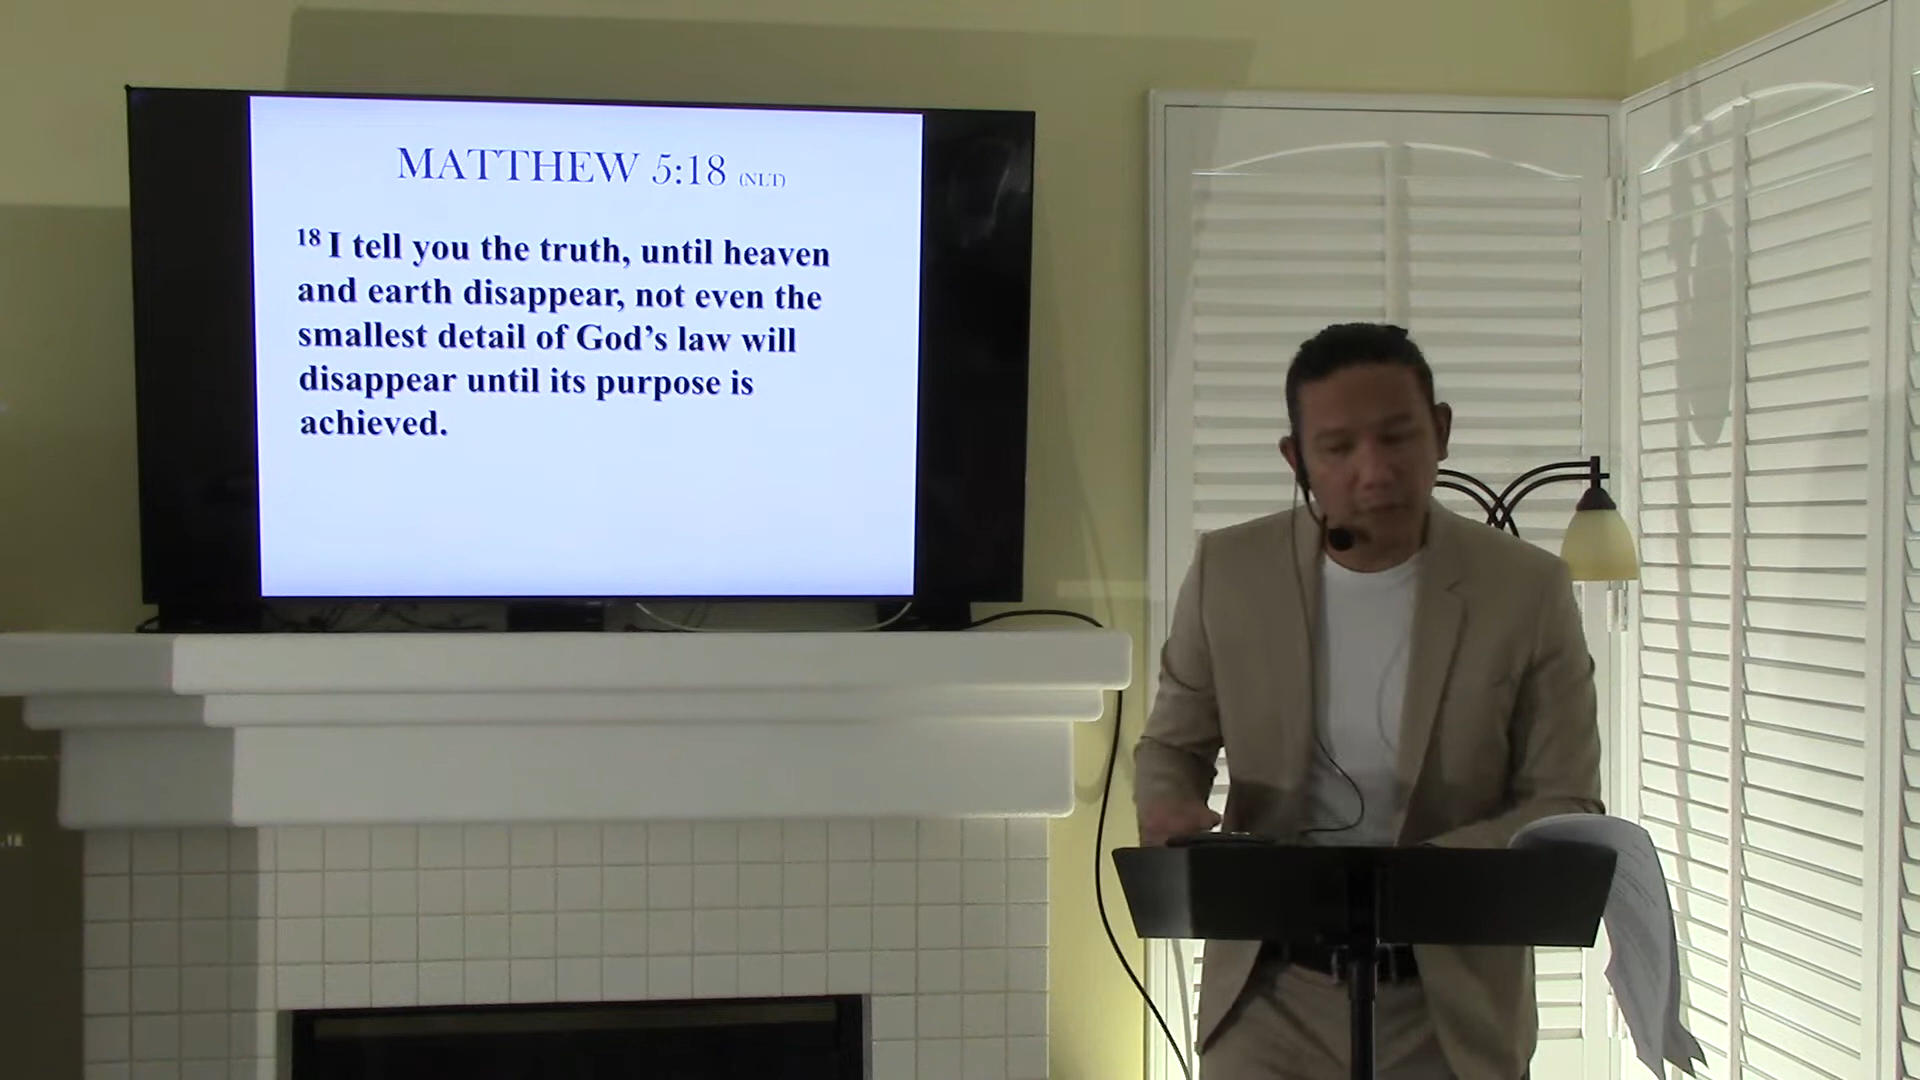 MATTHEW 5:18 (NLT)
18 I tell you the truth, until heaven
and earth disappear, not even the
smallest detail of God’s law will
disappear until its purpose is
achieved.